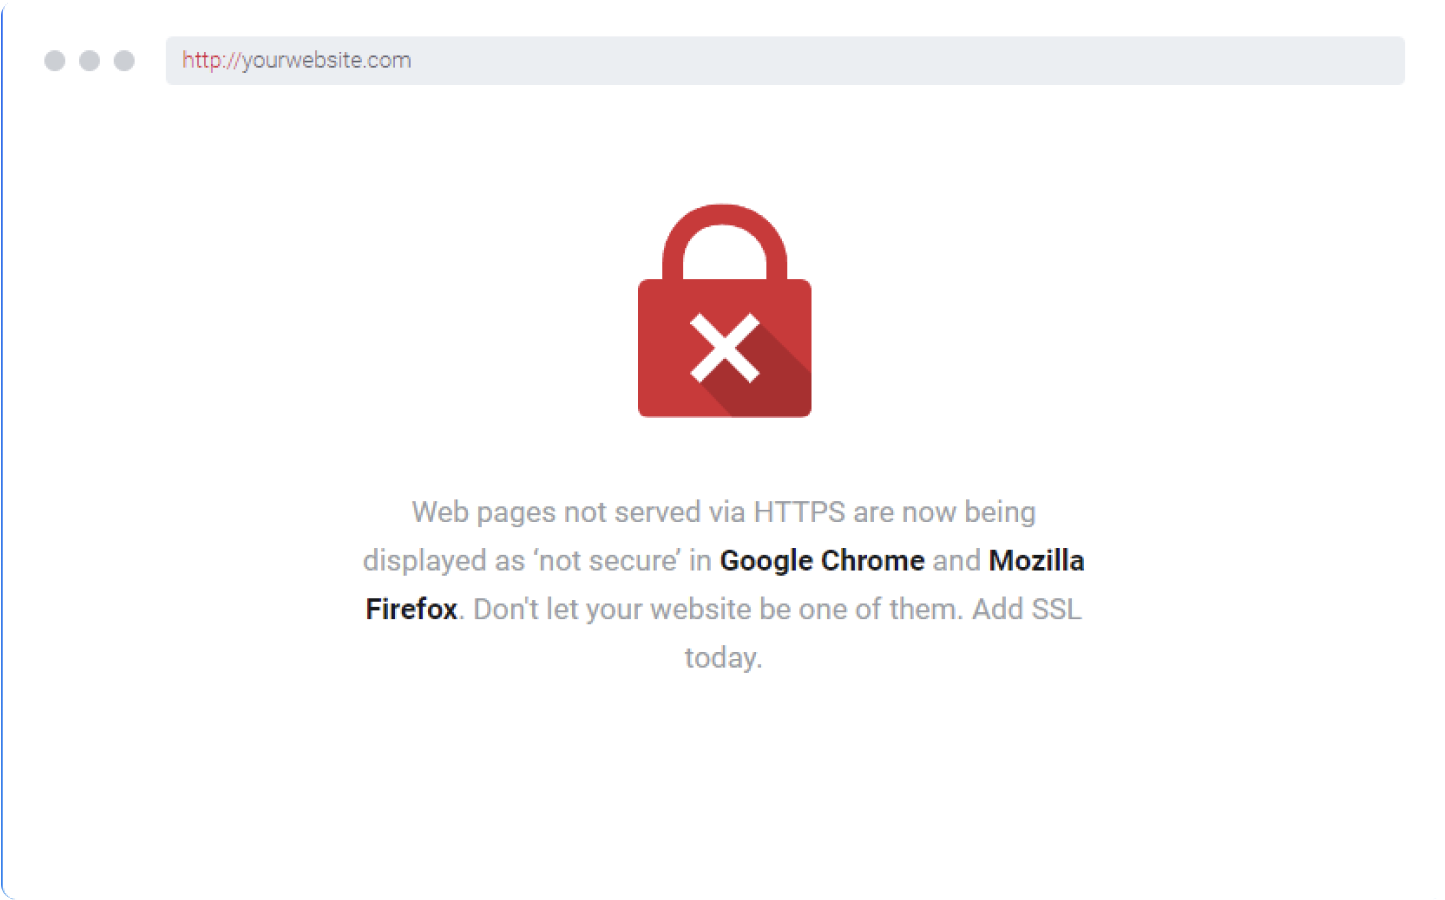 http://yourwebsite.com
Web pages not served via HTTPS are now being
displayed as ‘not secure’ in Google Chrome and Mozilla
Firefox. Don't let your website be one of them. Add SSL
today.